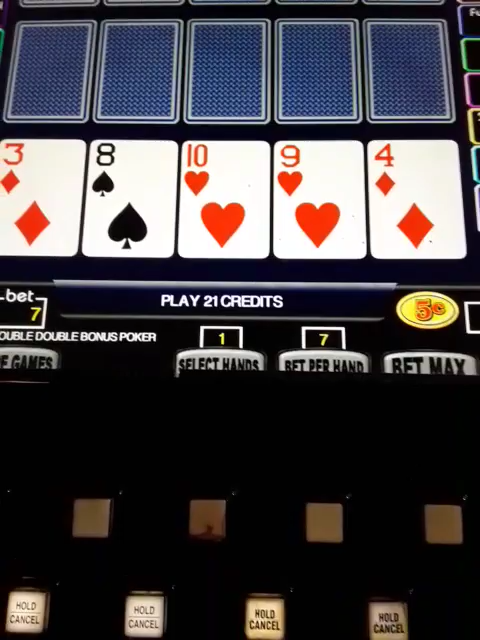 3 8 10 9 4
-bet
7
PLAY 21 CREDITS
5¢
OUBLE DOUBLE BONUS POKER
1 7
GAMES SELECT HANDS BET PER HAND BET MAX
HOLD CANCEL
HOLD CANCEL
HOLD CANCEL
HOLD CANCEL